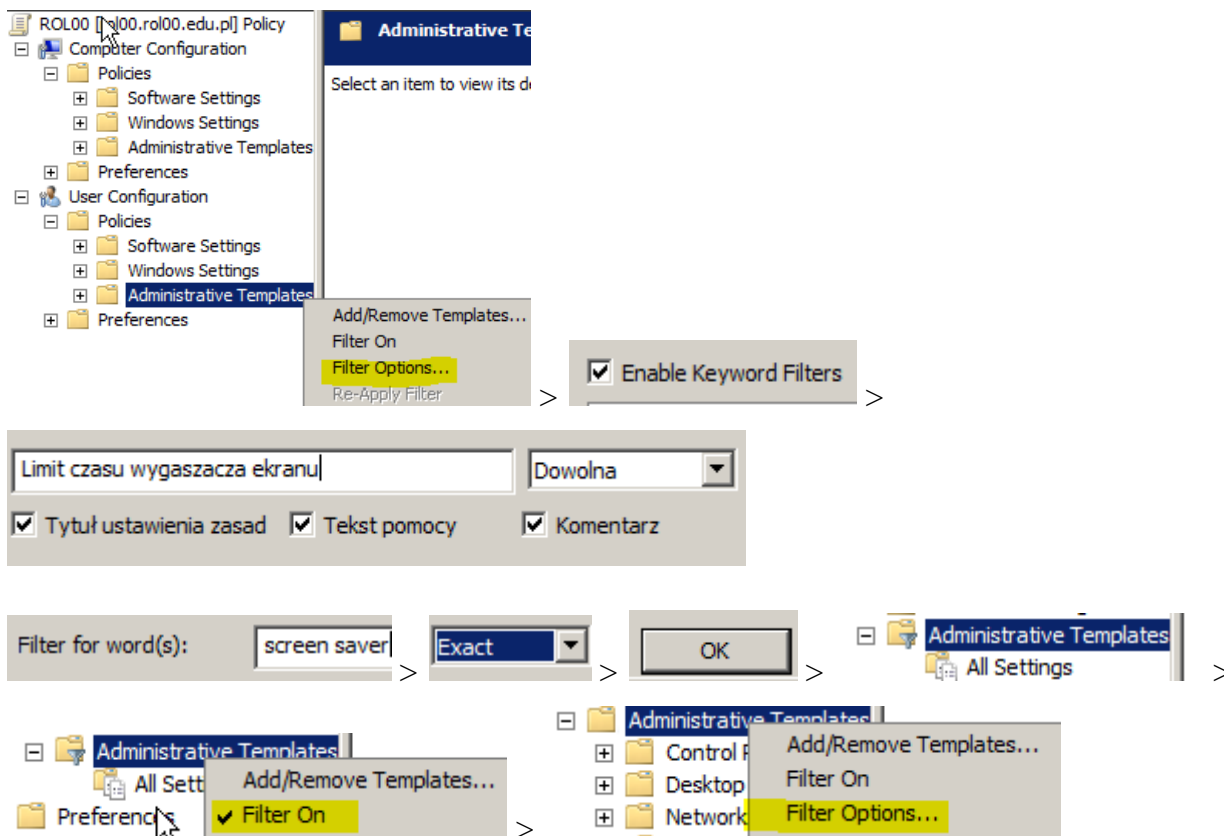 ROL00 [rol00.rol00.edu.pl] Policy
Computer Configuration
Policies
Software Settings
Windows Settings
Administrative Templates
Preferences
User Configuration
Policies
Software Settings
Windows Settings
Administrative Templates
Preferences
Administrative Te
Select an item to view its d
Add/Remove Templates...
Filter On
Filter Options...
Re-Apply Filter
>
Enable Keyword Filters
>
Limit czasu wygaszacza ekranu
Dowolna
Tytuł ustawienia zasad Tekst pomocy Komentarz
Filter for word(s): screen saver > Exact > OK >
Administrative Templates
All Settings
>
Administrative Templates
All Sett
Preferences
Add/Remove Templates...
Filter On
>
Administrative Templates
Control P
Desktop
Network
Add/Remove Templates...
Filter On
Filter Options...